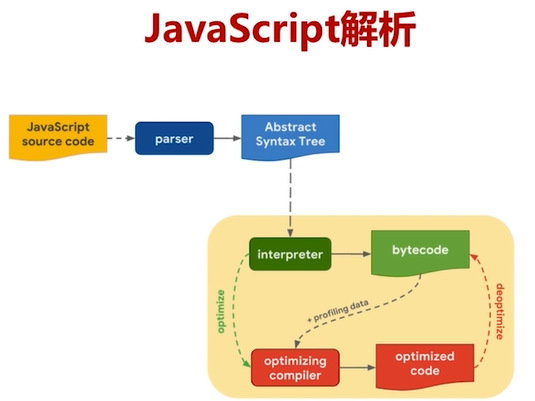 JavaScript解析
JavaScript
source code
parser
Abstract
Syntax Tree
interpreter
bytecode
optimize
+ profiling data
deoptimize
optimizing
compiler
optimized
code